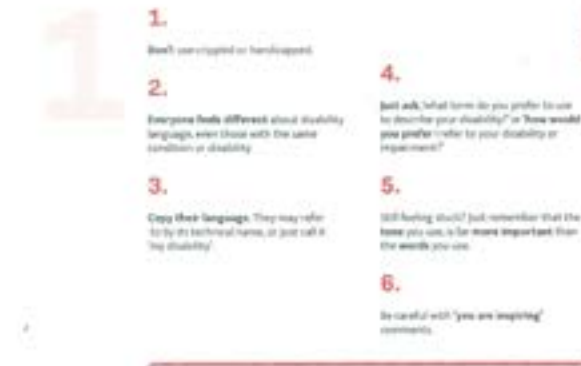 1
1.
Don't use crippled or handicapped.
2.
Everyone feels different about disability
language, even those with the same
condition or disability.
3.
Copy their language. They may refer
to by its technical name, or just call it
'my disability'.
4.
Just ask, 'what term do you prefer to use
to describe your disability?' or 'how would
you prefer I refer to your disability or
impairment?'
5.
Still feeling stuck? Just remember that the
tone you use, is far more important than
the words you use.
6.
Be careful with 'you are inspiring'
comments.